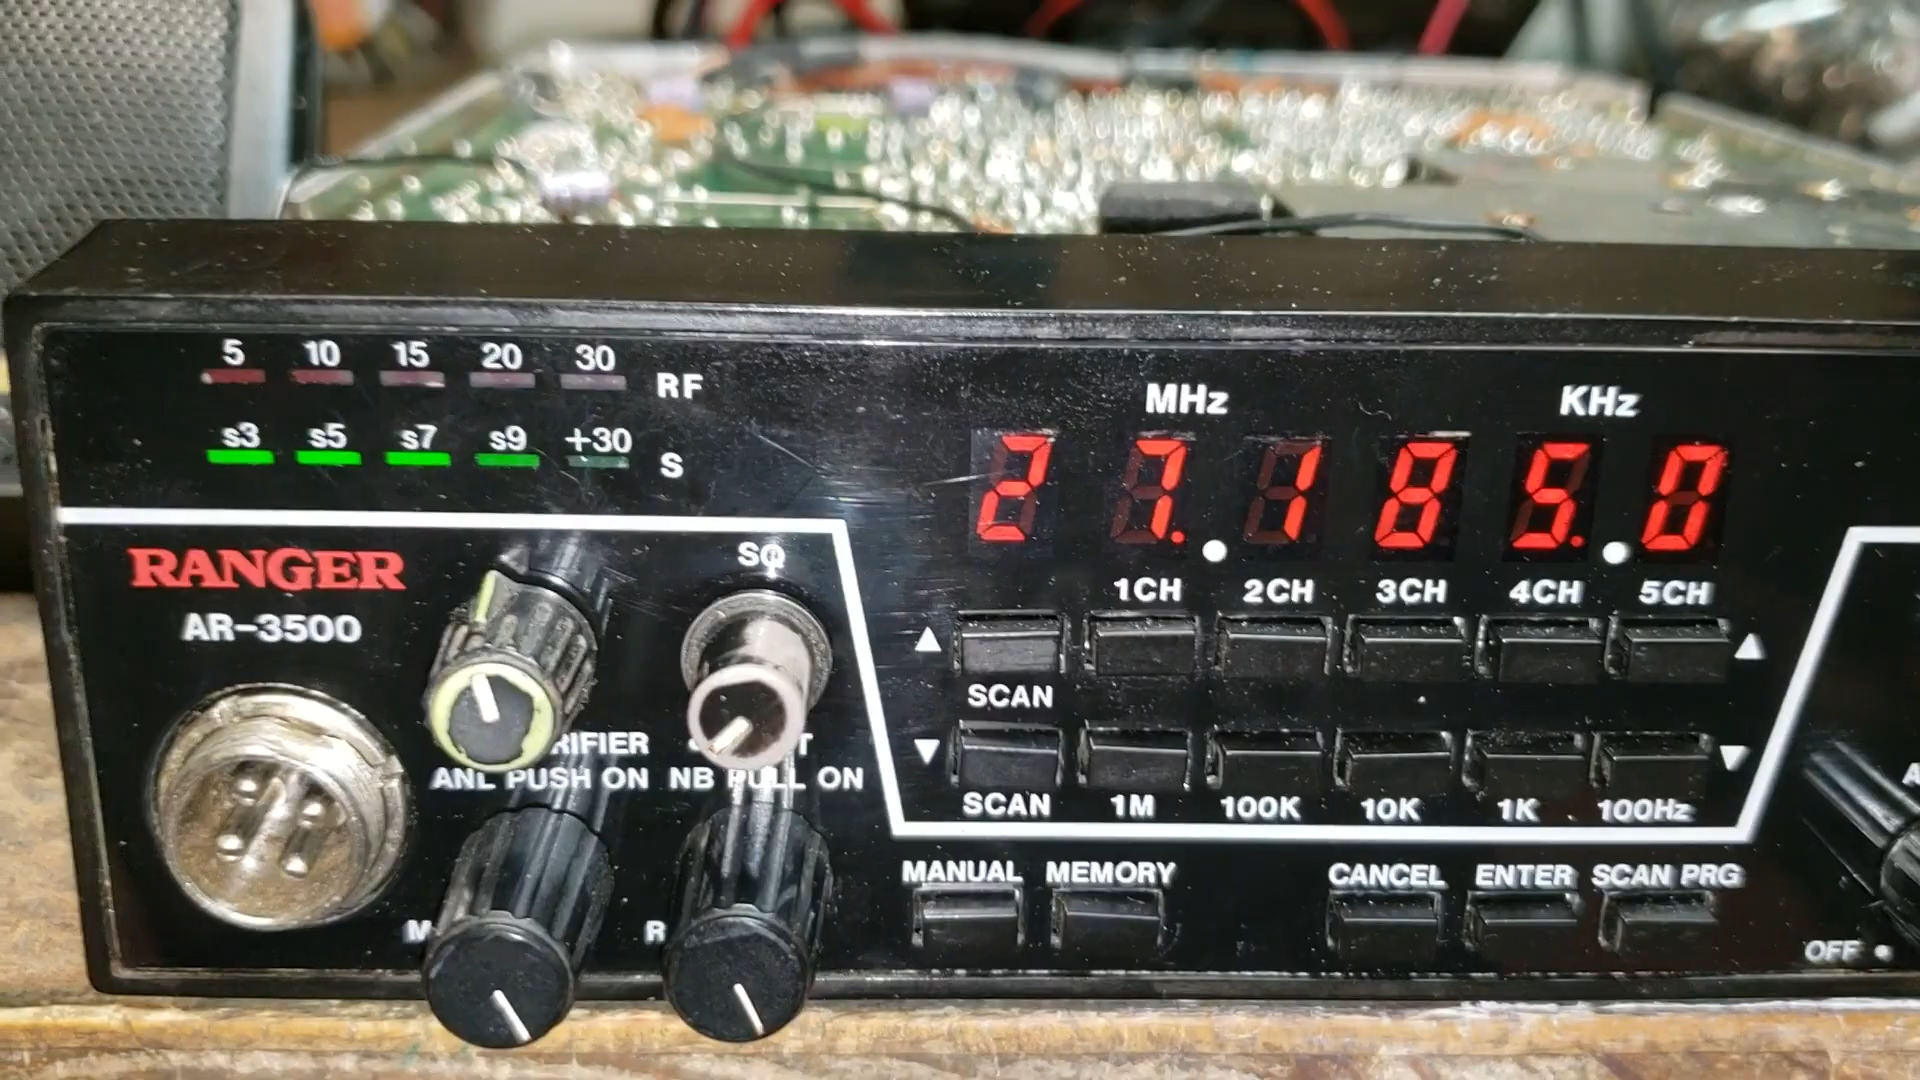 5 10 15 20 30 RF
s3 s5 s7 s9 +30 S
MHz KHz
27.185.0
RANGER
AR-3500
SQ
ANL PUSH ON
NB PULL ON
1CH 2CH 3CH 4CH 5CH
▲ ▲
SCAN
▼ ▼
SCAN 1M 100K 10K 1K 100Hz
MANUAL MEMORY CANCEL ENTER SCAN PRG
M R
OFF